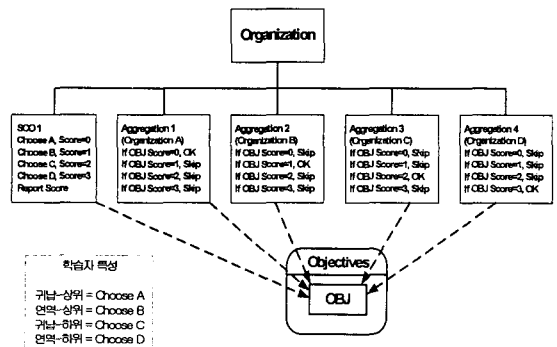 Organization
SCO 1
Choose A, Score=0
Choose B, Score=1
Choose C, Score=2
Choose D, Score=3
Report Score
Aggregation 1
(Organization A)
If OBJ Score=0, OK
If OBJ Score=1, Skip
If OBJ Score=2, Skip
If OBJ Score=3, Skip
Aggregation 2
(Organization B)
If OBJ Score=0, Skip
If OBJ Score=1, OK
If OBJ Score=2, Skip
If OBJ Score=3, Skip
Aggregation 3
(Organization C)
If OBJ Score=0, Skip
If OBJ Score=1, Skip
If OBJ Score=2, OK
If OBJ Score=3, Skip
Aggregation 4
(Organization D)
If OBJ Score=0, Skip
If OBJ Score=1, Skip
If OBJ Score=2, Skip
If OBJ Score=3, OK
Objectives
OBJ
학습자 특성
귀납-상위 = Choose A
연역-상위 = Choose B
귀납-하위 = Choose C
연역-하위 = Choose D